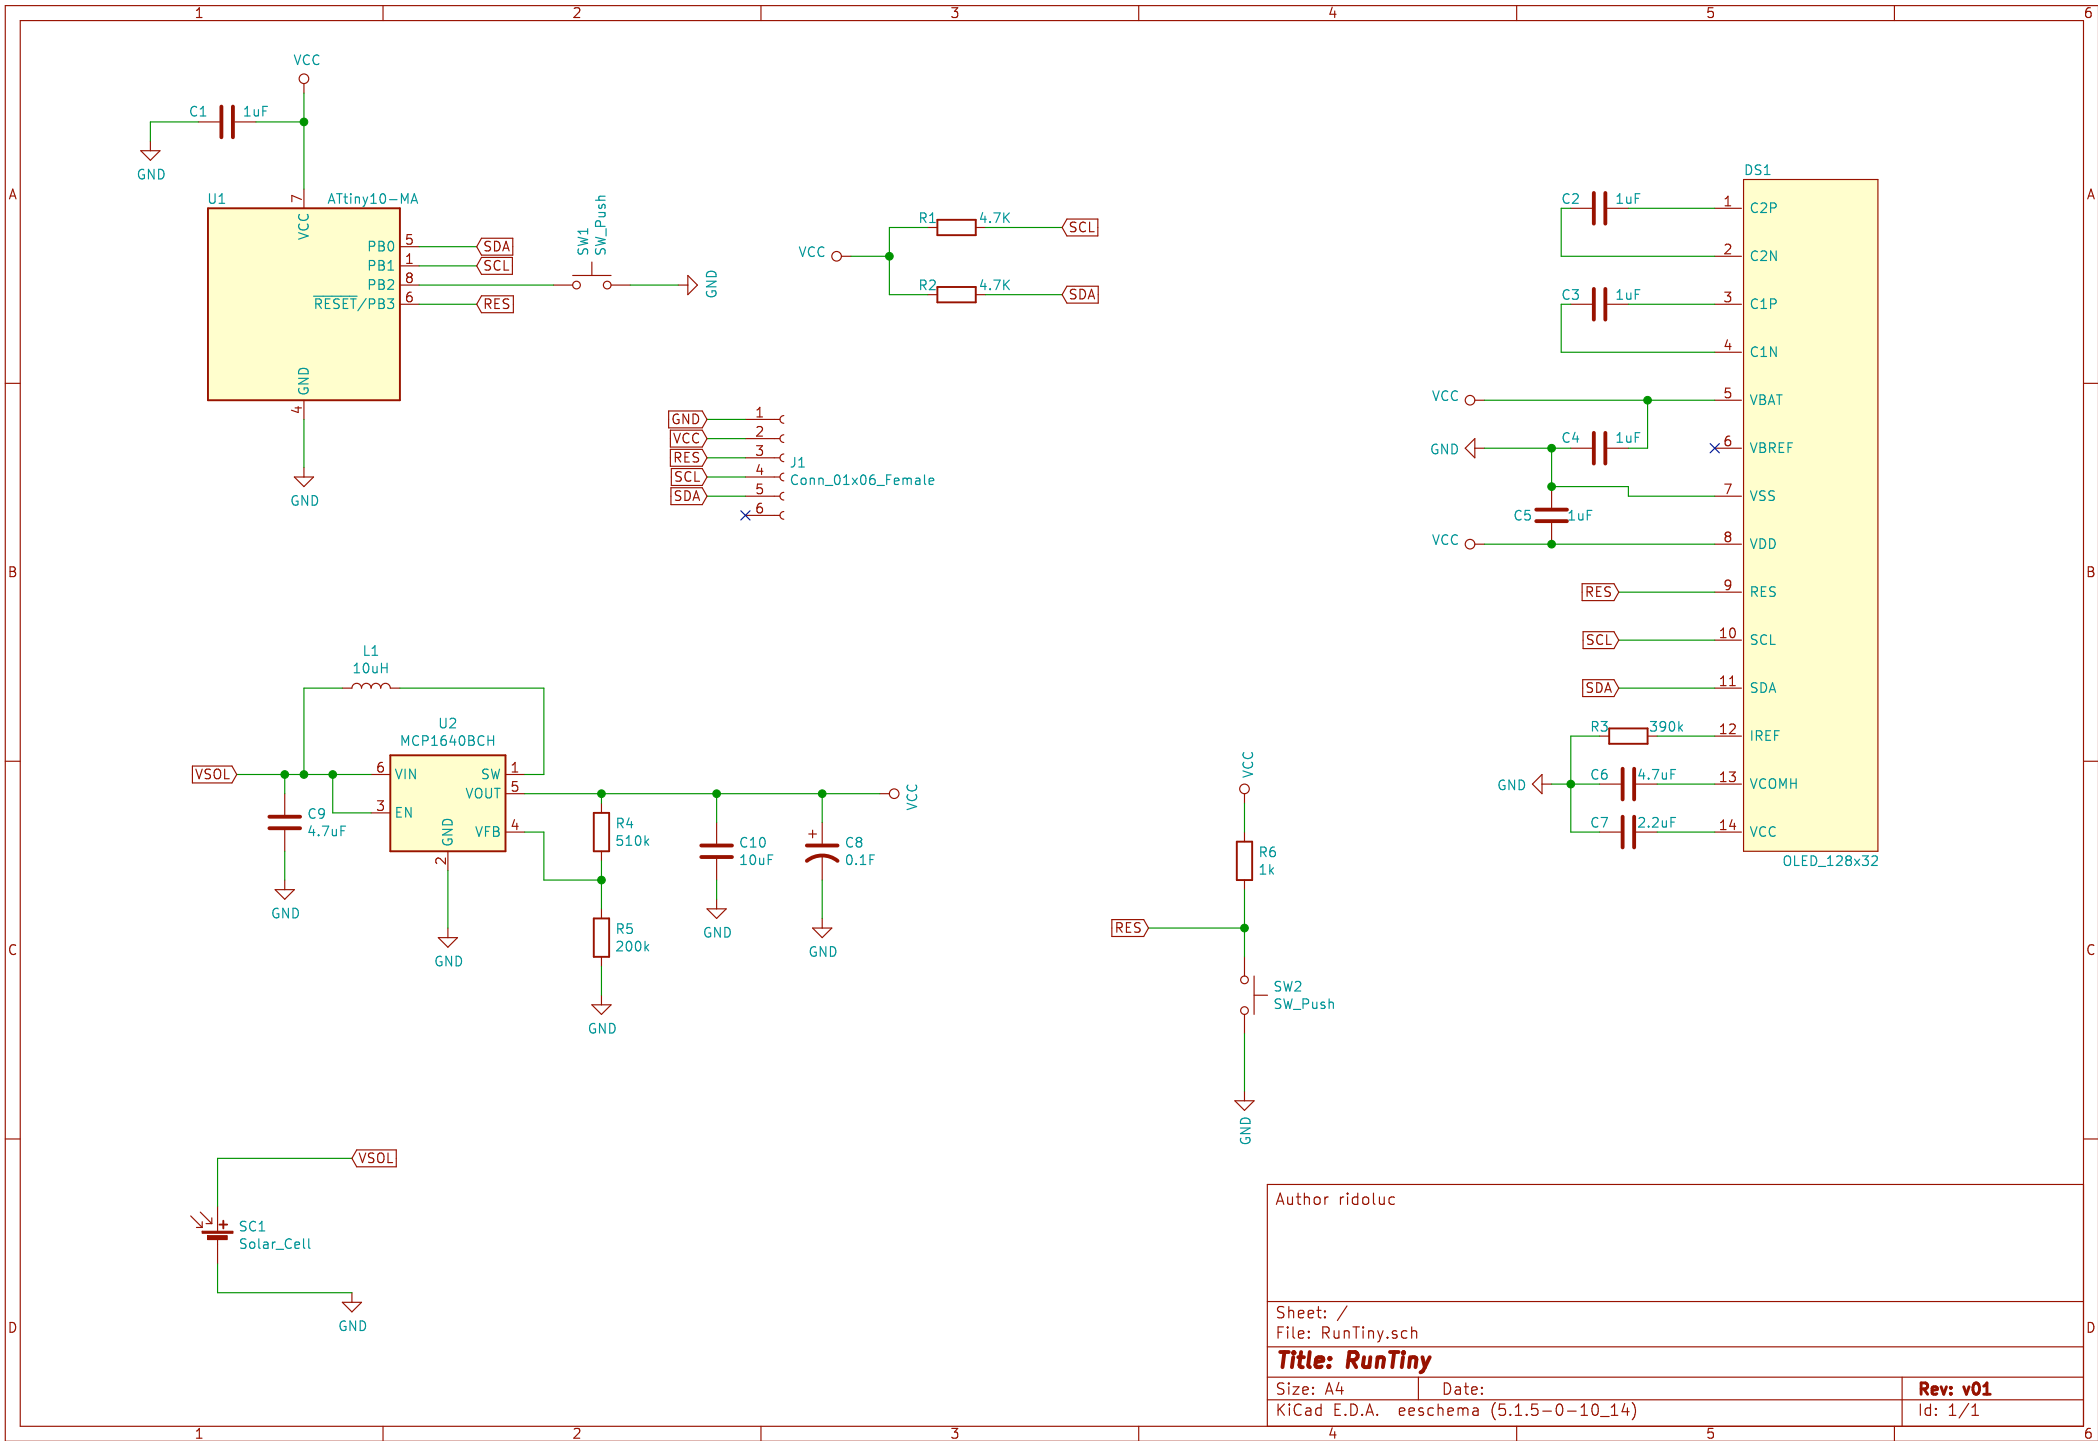 1 2 3 4 5 6
A
B
C
D
A
B
C
D
1 2 3 4 5 6
VCC
C1 1uF
GND
U1 ATtiny10-MA
7
VCC
PB0 5 SDA
PB1 1 SCL
PB2 8
RESET/PB3 6 RES
GND
4
GND
SW1
SW_Push
GND
VCC
R1 4.7K SCL
R2 4.7K SDA
GND 1
VCC 2
RES 3
SCL 4
SDA 5
6
J1
Conn_01x06_Female
DS1
C2 1uF 1 C2P
2 C2N
C3 1uF 3 C1P
4 C1N
VCC 5 VBAT
GND C4 1uF 6 VBREF
7 VSS
C5 1uF
VCC 8 VDD
RES 9 RES
SCL 10 SCL
SDA 11 SDA
R3 390k 12 IREF
GND C6 4.7uF 13 VCOMH
C7 2.2uF 14 VCC
OLED_128x32
L1
10uH
U2
MCP1640BCH
VSOL 6 VIN SW 1
VOUT 5
3 EN
VFB 4
GND
2
GND
C9
4.7uF
GND
R4
510k
R5
200k
GND
C10
10uF
GND
+
C8
0.1F
GND
VCC
VCC
R6
1k
RES
SW2
SW_Push
GND
VSOL
+
SC1
Solar_Cell
GND
Author ridoluc
Sheet: /
File: RunTiny.sch
Title: RunTiny
Size: A4 Date: Rev: v01
KiCad E.D.A. eeschema (5.1.5-0-10_14) Id: 1/1